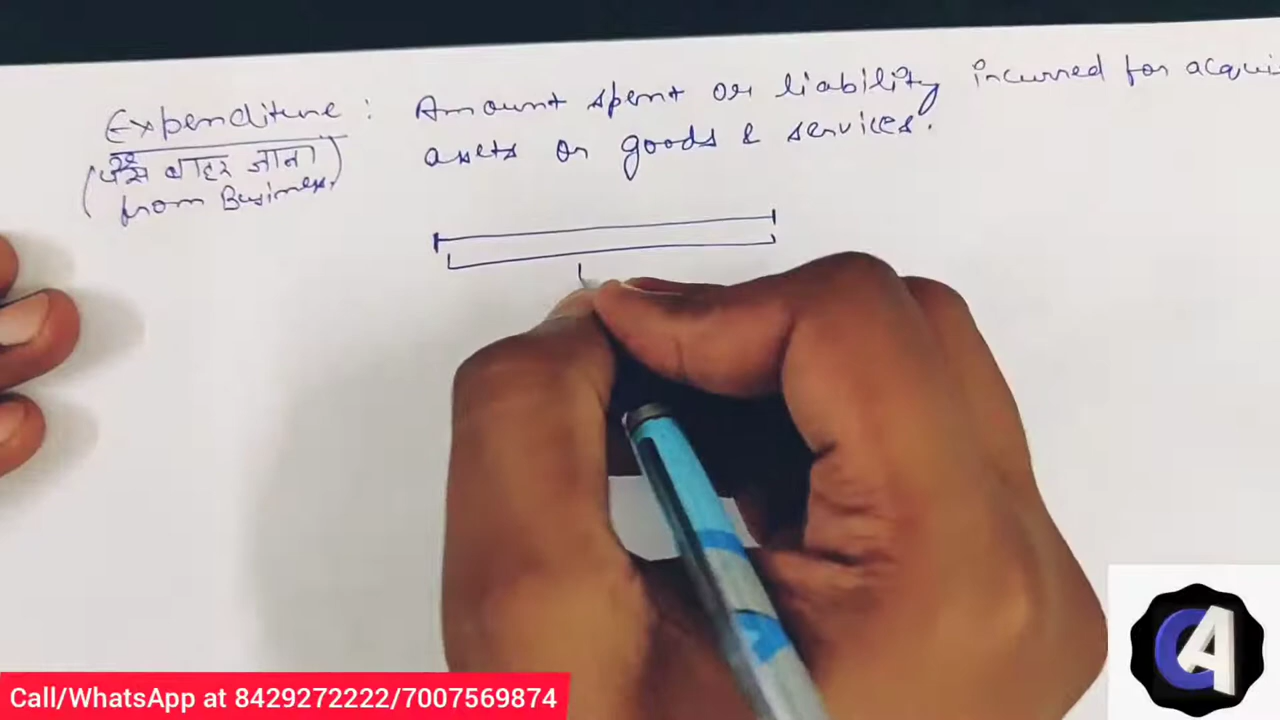 Expenditure : Amount spent or liability incurred for acqui
assets or goods & services.
(पैसे बाहर जाना
from Business)
CA
Call/WhatsApp at 8429272222/7007569874